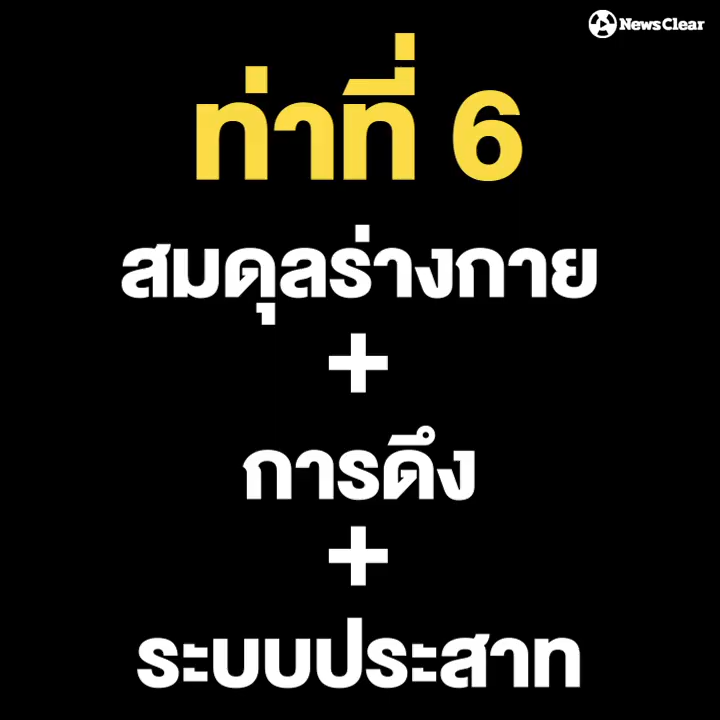 NewsClear
ท่าที่ 6
สมดุลร่างกาย
+
การดึง
+
ระบบประสาท